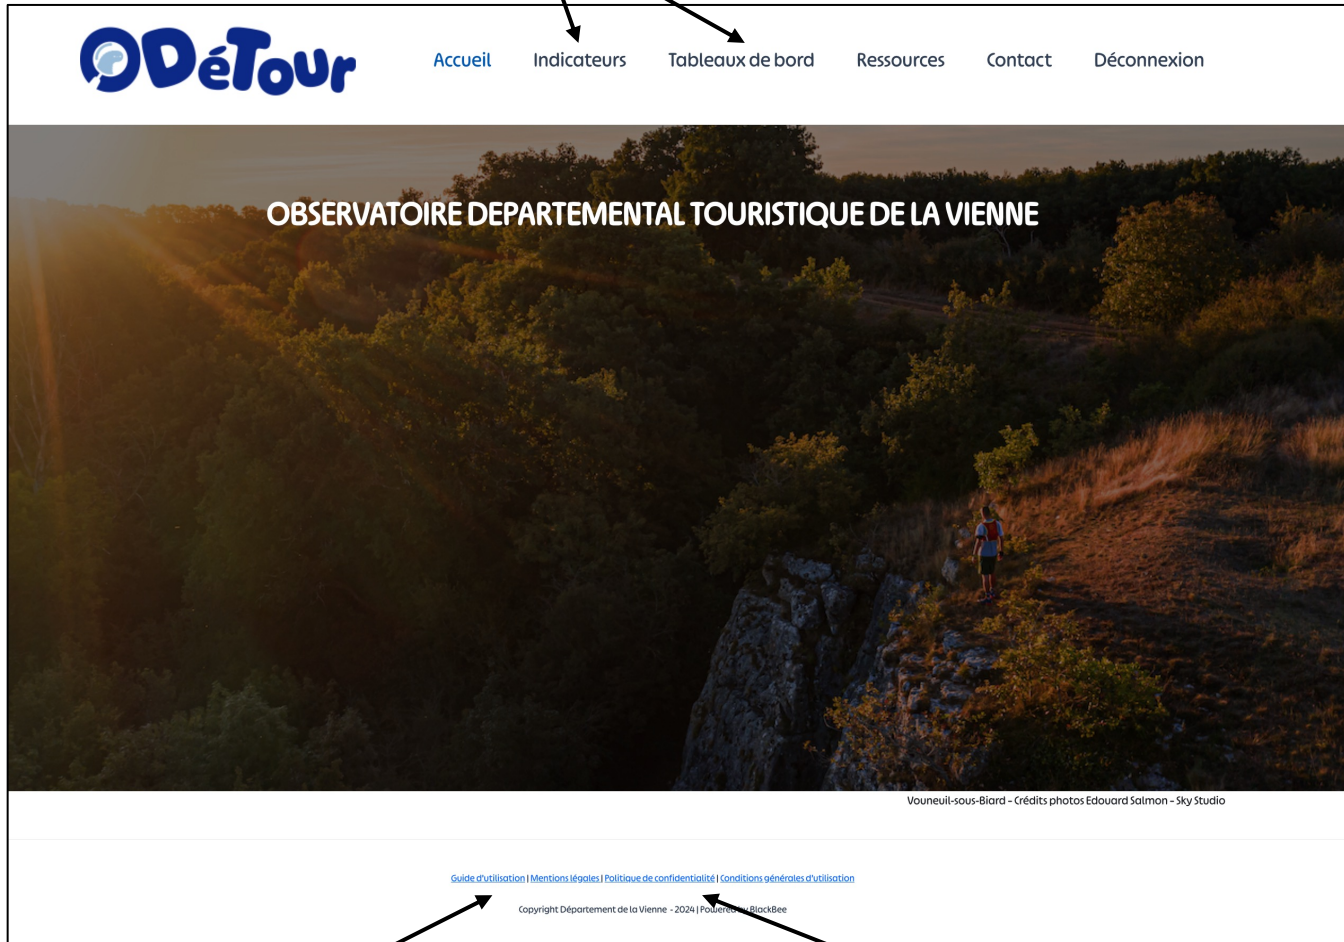 ODéTour
Accueil Indicateurs Tableaux de bord Ressources Contact Déconnexion
OBSERVATOIRE DEPARTEMENTAL TOURISTIQUE DE LA VIENNE
Vouneuil-sous-Biard - Crédits photos Edouard Salmon - Sky Studio
Guide d'utilisation | Mentions légales | Politique de confidentialité | Conditions générales d'utilisation
Copyright Département de la Vienne - 2024 | Powered by BlackBee